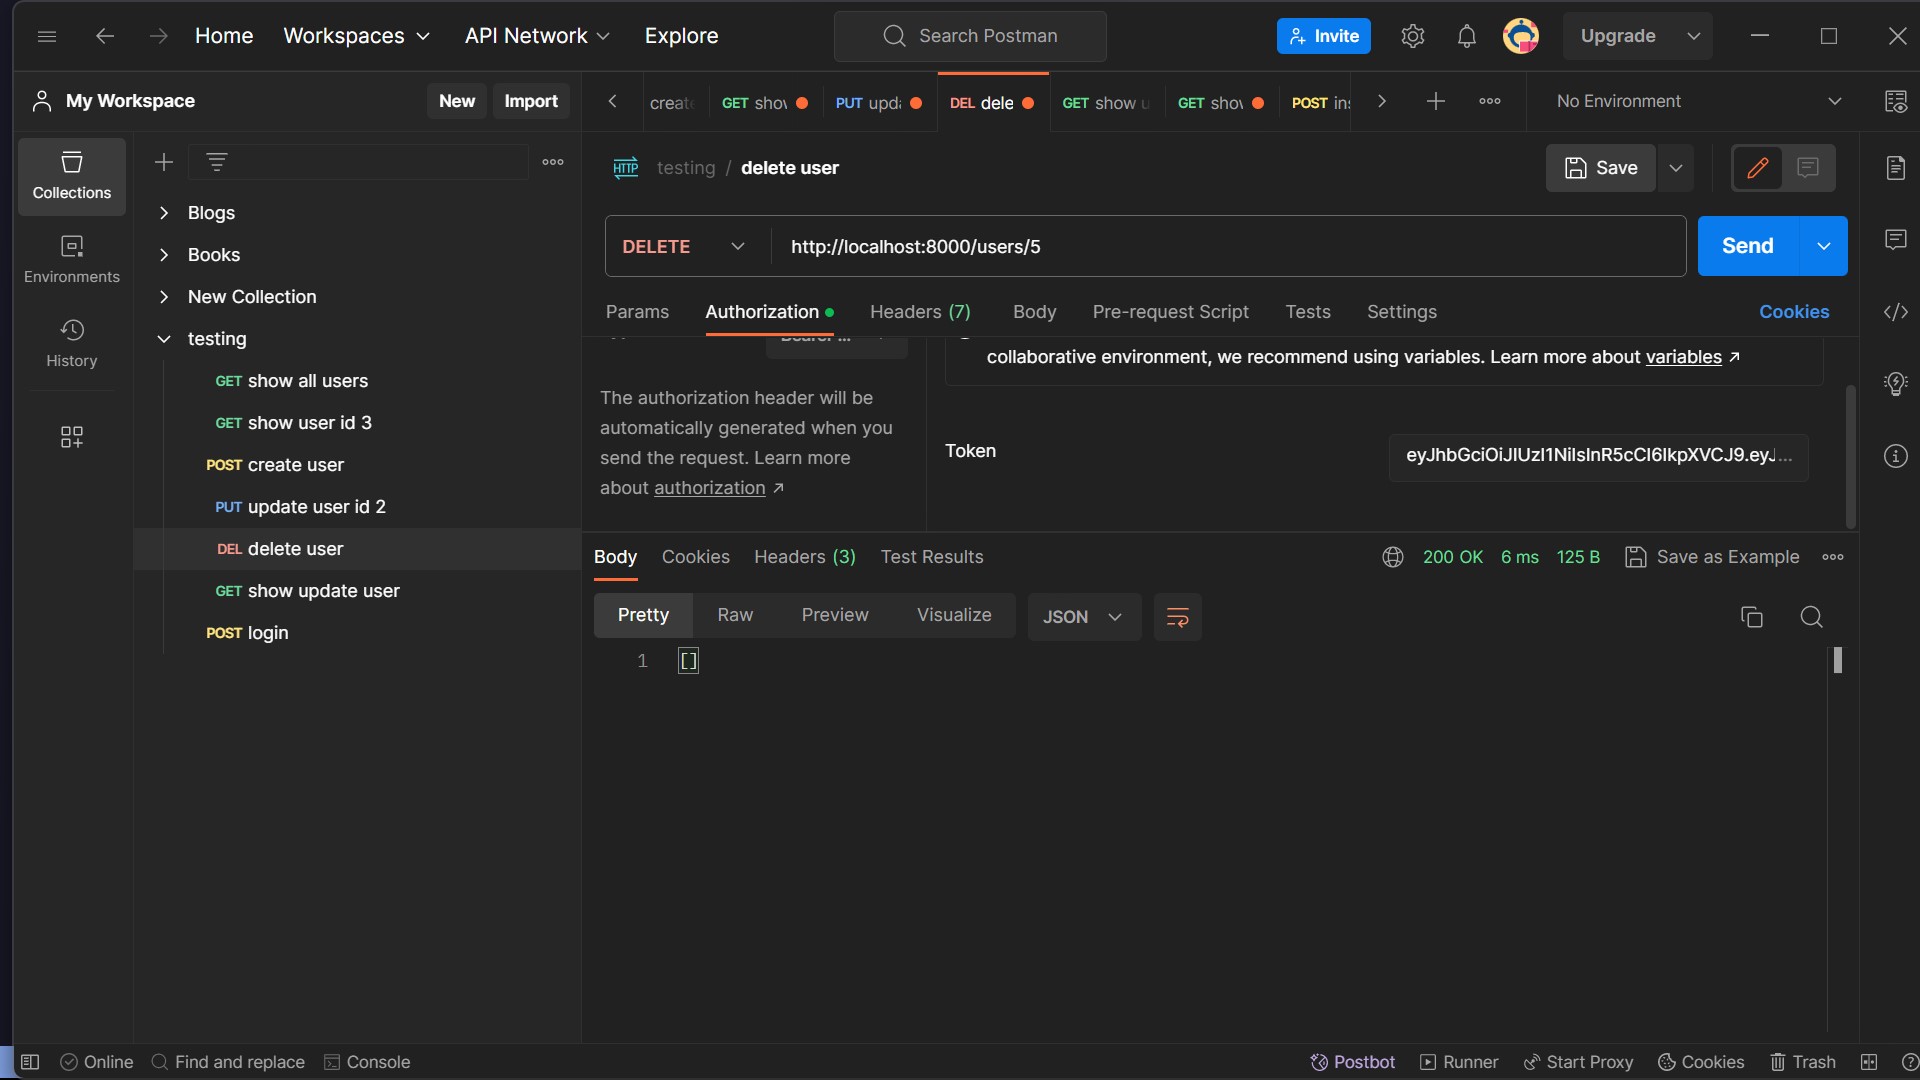 Home
Workspaces
API Network
Explore
Search Postman
Invite
Upgrade
My Workspace
New
Import
create
GET show
PUT upda
DEL dele
GET show u
GET show
POST ins
No Environment
Collections
Environments
History
Blogs
Books
New Collection
testing
GET show all users
GET show user id 3
POST create user
PUT update user id 2
DEL delete user
GET show update user
POST login
HTTP
testing / delete user
Save
DELETE
http://localhost:8000/users/5
Send
Params
Authorization
Headers (7)
Body
Pre-request Script
Tests
Settings
Cookies
Bearer ...
The authorization header will be
automatically generated when you
send the request. Learn more
about authorization ↗
collaborative environment, we recommend using variables. Learn more about variables ↗
Token
eyJhbGciOiJIUzI1NiIsInR5cCI6IkpXVCJ9.eyJ...
Body
Cookies
Headers (3)
Test Results
200 OK
6 ms
125 B
Save as Example
Pretty
Raw
Preview
Visualize
JSON
1 []
Online
Find and replace
Console
Postbot
Runner
Start Proxy
Cookies
Trash